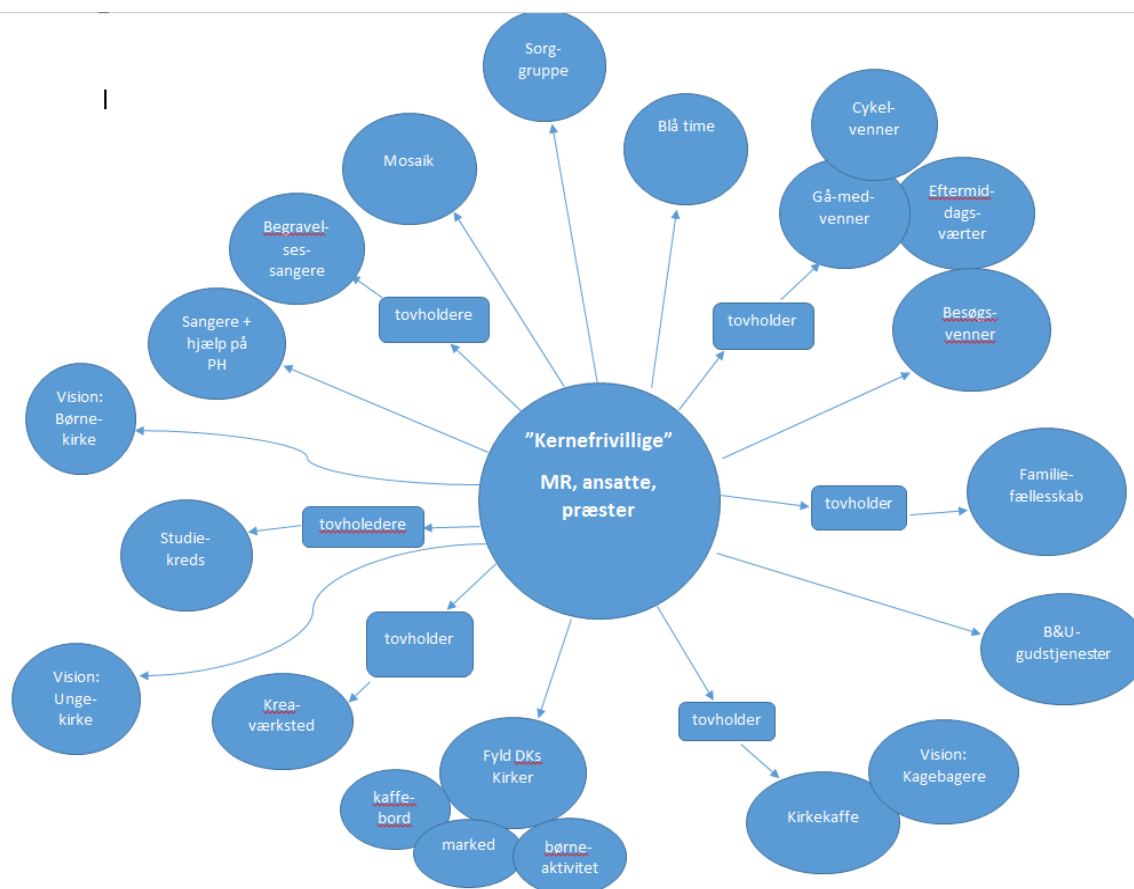 Sorg-
gruppe
Blå time
Cykel-
venner
Mosaik
Gå-med-
venner
Eftermid-
dags-
værter
Begravel-
ses-
sangere
tovholdere
tovholder
Besøgs-
venner
Sangere +
hjælp på
PH
Vision:
Børne-
kirke
"Kernefrivillige"
MR, ansatte,
præster
Familie-
fællesskab
tovholder
tovholedere
Studie-
kreds
B&U-
gudstjenester
tovholder
Vision:
Unge-
kirke
Krea-
værksted
tovholder
Fyld DKs
Kirker
kaffe-
bord
marked
børne-
aktivitet
Vision:
Kagebagere
Kirkekaffe